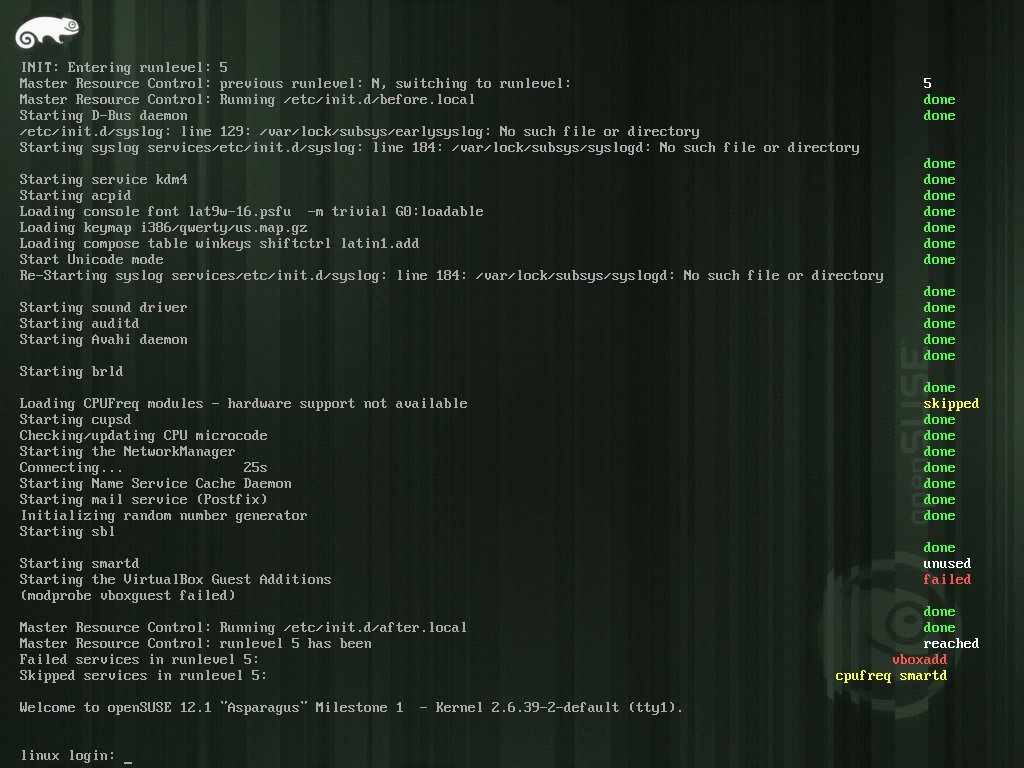 INIT: Entering runlevel: 5
Master Resource Control: previous runlevel: N, switching to runlevel: 5
Master Resource Control: Running /etc/init.d/before.local done
Starting D-Bus daemon done
/etc/init.d/syslog: line 129: /var/lock/subsys/earlysyslog: No such file or directory
Starting syslog services/etc/init.d/syslog: line 184: /var/lock/subsys/syslogd: No such file or directory
done
Starting service kdm4 done
Starting acpid done
Loading console font lat9w-16.psfu  -m trivial G0:loadable done
Loading keymap i386/qwerty/us.map.gz done
Loading compose table winkeys shiftctrl latin1.add done
Start Unicode mode done
Re-Starting syslog services/etc/init.d/syslog: line 184: /var/lock/subsys/syslogd: No such file or directory
done
Starting sound driver done
Starting auditd done
Starting Avahi daemon done
done
Starting brld
done
Loading CPUFreq modules - hardware support not available skipped
Starting cupsd done
Checking/updating CPU microcode done
Starting the NetworkManager done
Connecting... 25s done
Starting Name Service Cache Daemon done
Starting mail service (Postfix) done
Initializing random number generator done
Starting sbl
done
Starting smartd unused
Starting the VirtualBox Guest Additions failed
(modprobe vboxguest failed)
done
Master Resource Control: Running /etc/init.d/after.local done
Master Resource Control: runlevel 5 has been reached
Failed services in runlevel 5: vboxadd
Skipped services in runlevel 5: cpufreq smartd
Welcome to openSUSE 12.1 "Asparagus" Milestone 1  - Kernel 2.6.39-2-default (tty1).
linux login: _
openSUSE